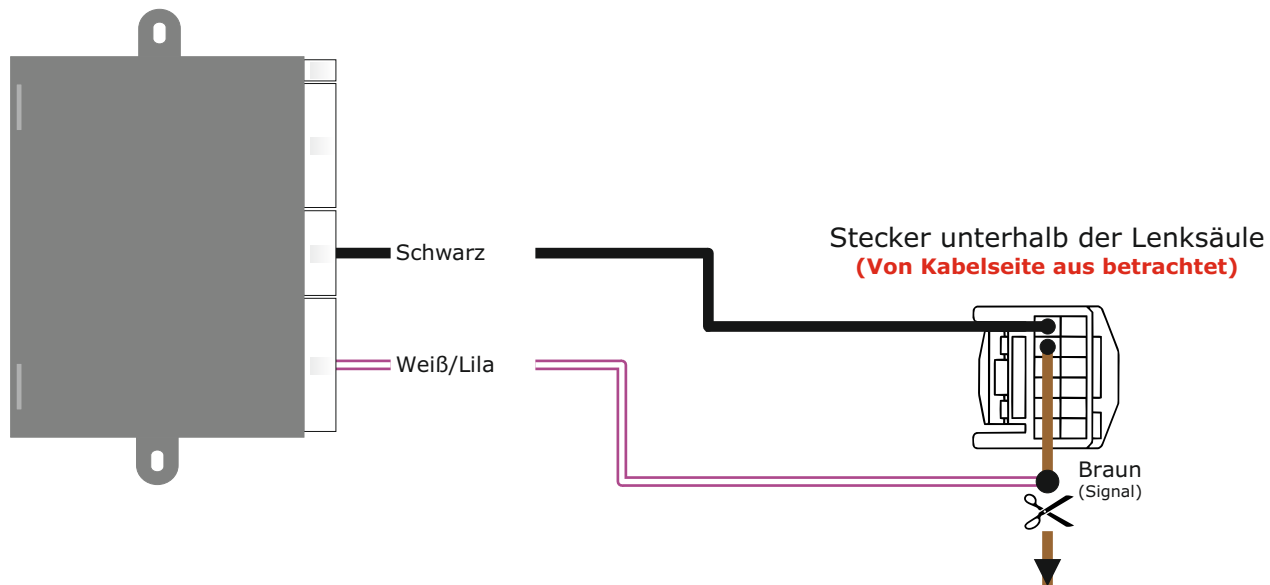 Schwarz
Stecker unterhalb der Lenksäule
(Von Kabelseite aus betrachtet)
Weiß/Lila
Braun
(Signal)